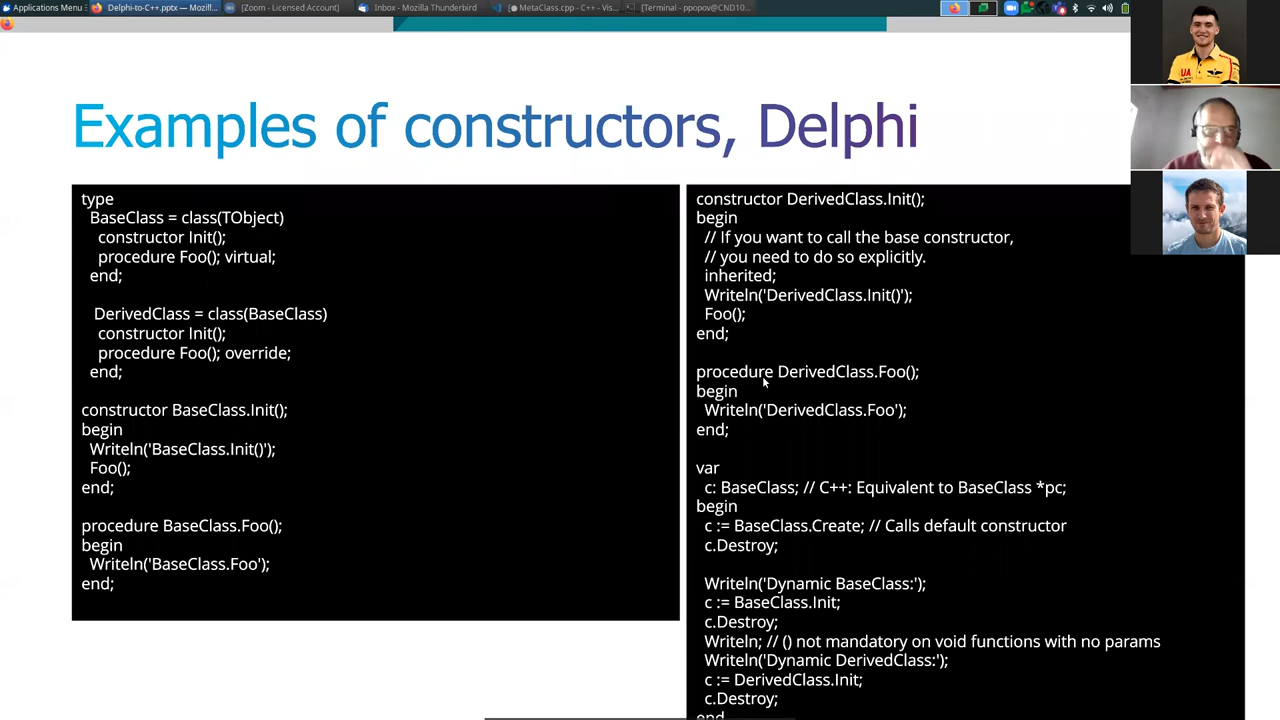 Applications Menu
Delphi-to-C++.pptx — Mozill...
[Zoom - Licensed Account]
Inbox - Mozilla Thunderbird
[● MetaClass.cpp - C++ - Vis...
[Terminal - ppopov@CND10...
Examples of constructors, Delphi
type
BaseClass = class(TObject)
constructor Init();
procedure Foo(); virtual;
end;
DerivedClass = class(BaseClass)
constructor Init();
procedure Foo(); override;
end;
constructor BaseClass.Init();
begin
Writeln('BaseClass.Init()');
Foo();
end;
procedure BaseClass.Foo();
begin
Writeln('BaseClass.Foo');
end;
constructor DerivedClass.Init();
begin
// If you want to call the base constructor,
// you need to do so explicitly.
inherited;
Writeln('DerivedClass.Init()');
Foo();
end;
procedure DerivedClass.Foo();
begin
Writeln('DerivedClass.Foo');
end;
var
c: BaseClass; // C++: Equivalent to BaseClass *pc;
begin
c := BaseClass.Create; // Calls default constructor
c.Destroy;
Writeln('Dynamic BaseClass:');
c := BaseClass.Init;
c.Destroy;
Writeln; // () not mandatory on void functions with no params
Writeln('Dynamic DerivedClass:');
c := DerivedClass.Init;
c.Destroy;
end
UA